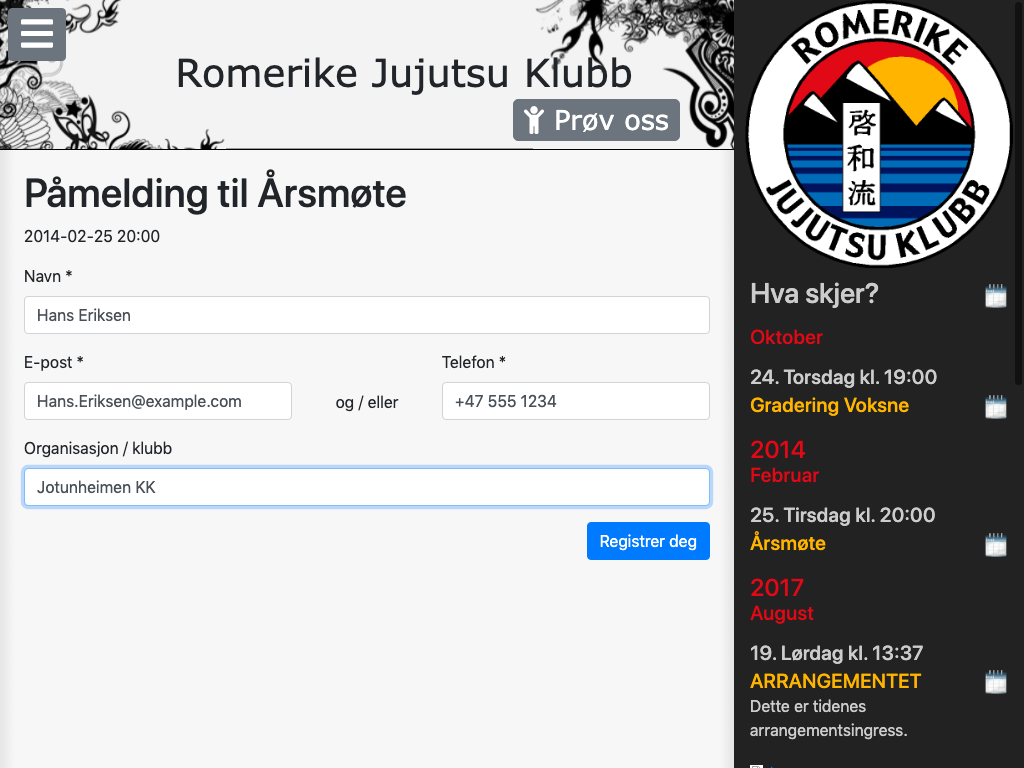 Romerike Jujutsu Klubb
Prøv oss
Påmelding til Årsmøte
2014-02-25 20:00
Navn *
Hans Eriksen
E-post *
Telefon *
Hans.Eriksen@example.com
og / eller
+47 555 1234
Organisasjon / klubb
Jotunheimen KK
Registrer deg
ROMERIKE
啓和流
JUJUTSU KLUBB
Hva skjer?
Oktober
24. Torsdag kl. 19:00
Gradering Voksne
2014
Februar
25. Tirsdag kl. 20:00
Årsmøte
2017
August
19. Lørdag kl. 13:37
ARRANGEMENTET
Dette er tidenes
arrangementsingress.